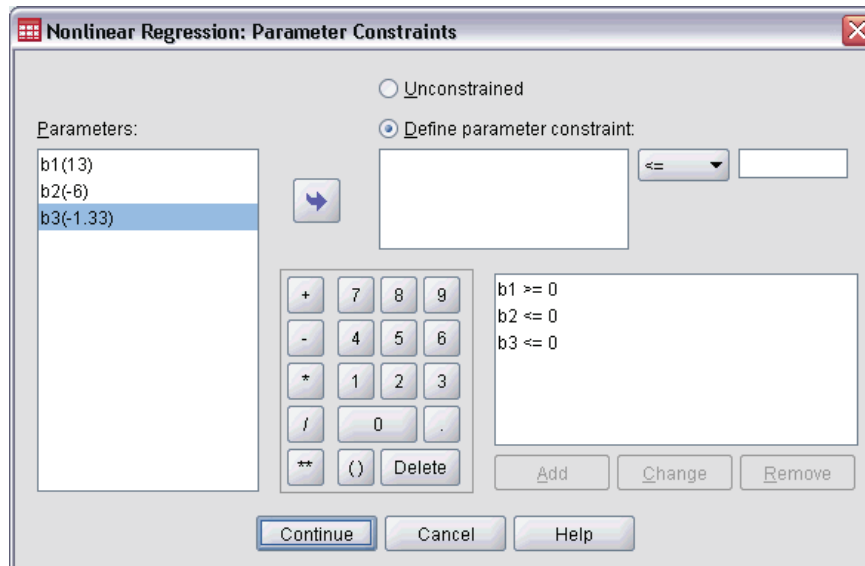 Nonlinear Regression: Parameter Constraints
Unconstrained
Parameters:
Define parameter constraint:
b1(13)
b2(-6)
b3(-1.33)
<=
+ 7 8 9
- 4 5 6
* 1 2 3
/ 0 .
** () Delete
b1 >= 0
b2 <= 0
b3 <= 0
Add Change Remove
Continue Cancel Help